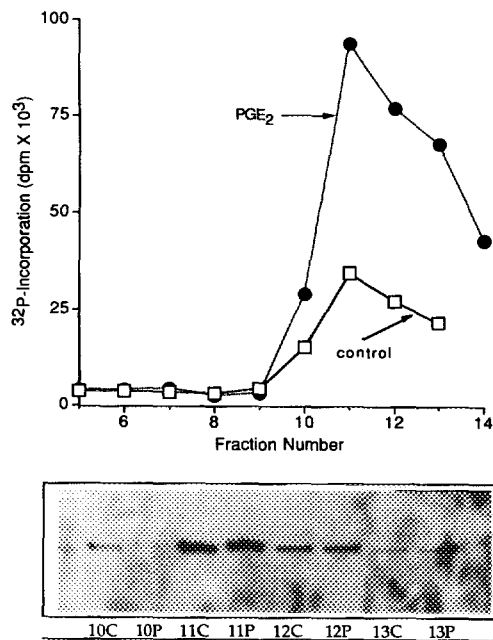 100
75
50
25
0
³²P-Incorporation (dpm X 10³)
PGE₂
control
6 8 10 12 14
Fraction Number
10C 10P 11C 11P 12C 12P 13C 13P